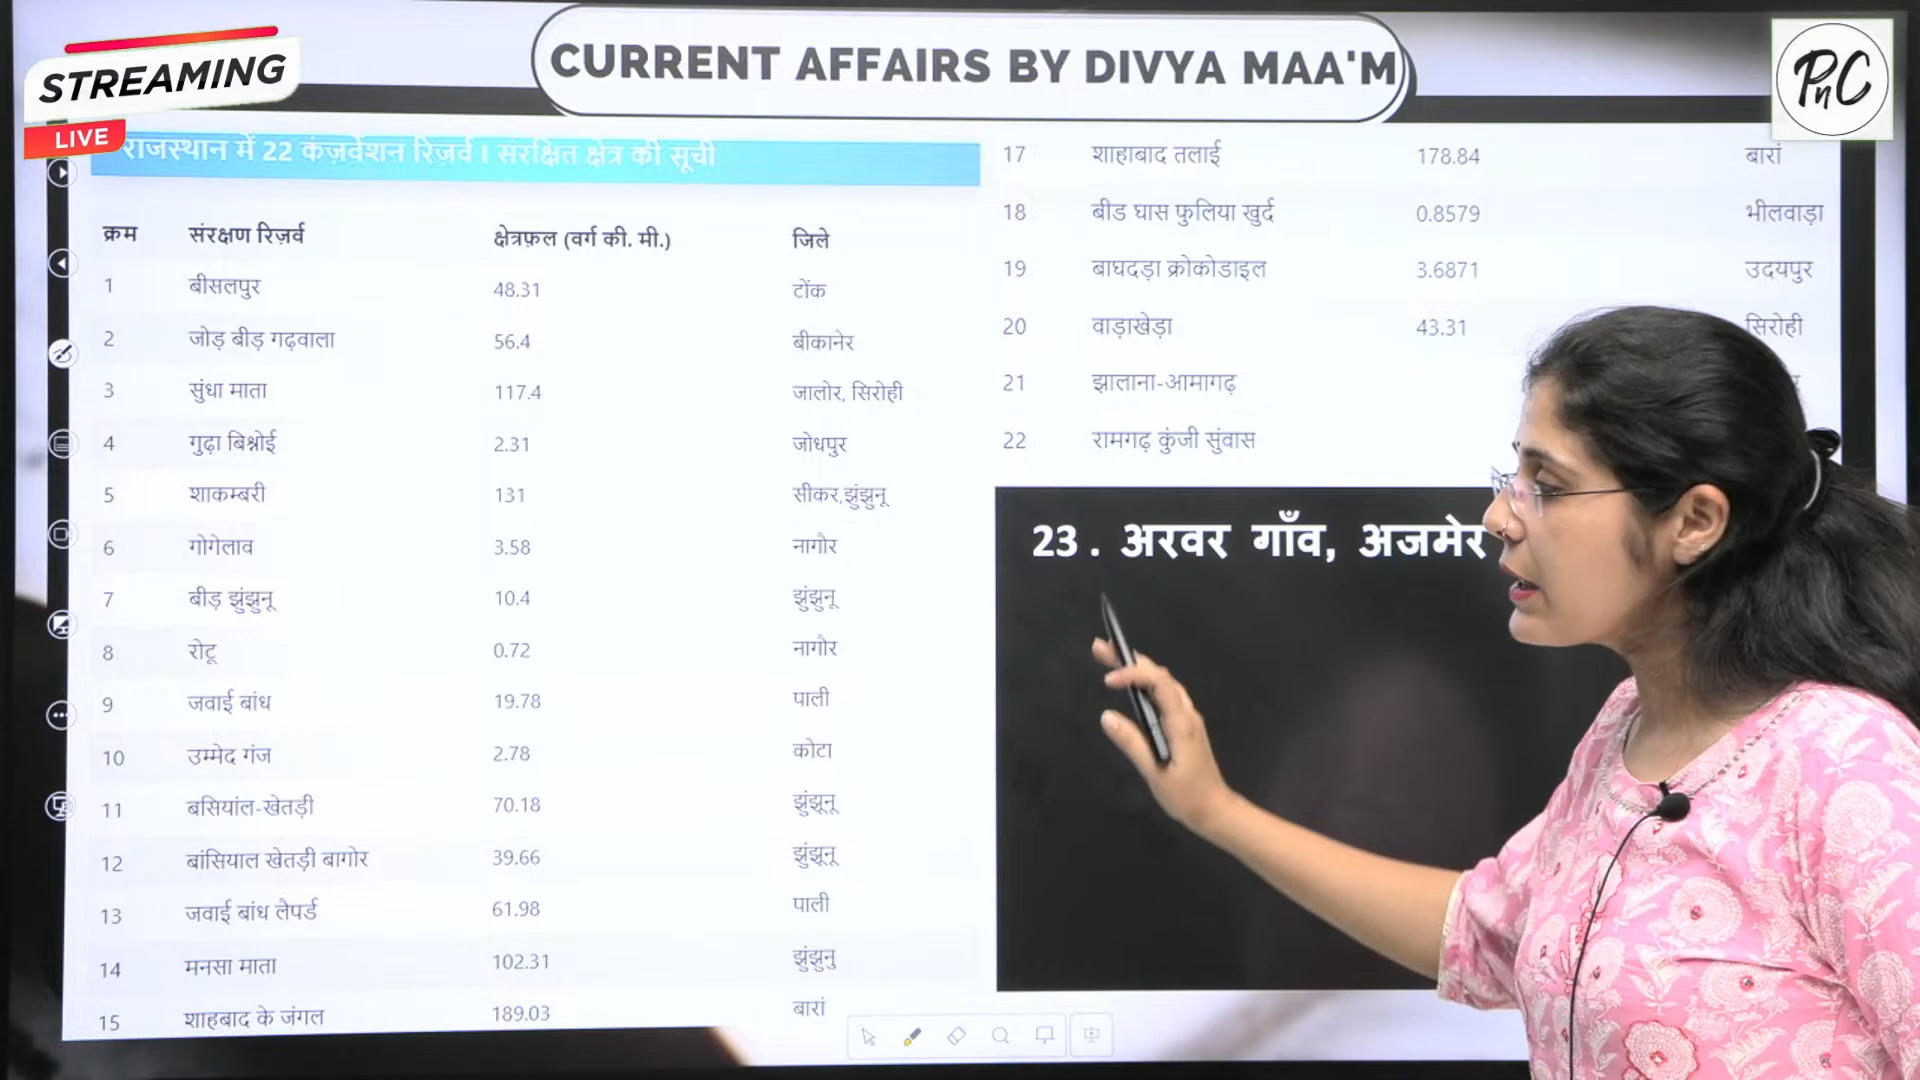 STREAMING
LIVE
CURRENT AFFAIRS BY DIVYA MAA'M
PnC
राजस्थान में 22 कंज़र्वेशन रिज़र्व । संरक्षित क्षेत्र की सूची
क्रम संरक्षण रिज़र्व क्षेत्रफ़ल (वर्ग की. मी.) जिले
1 बीसलपुर 48.31 टोंक
2 जोड़ बीड़ गढ़वाला 56.4 बीकानेर
3 सुंधा माता 117.4 जालोर, सिरोही
4 गुढ़ा बिश्नोई 2.31 जोधपुर
5 शाकम्बरी 131 सीकर,झुंझुनू
6 गोगेलाव 3.58 नागौर
7 बीड़ झुंझुनू 10.4 झुंझुनू
8 रोटू 0.72 नागौर
9 जवाई बांध 19.78 पाली
10 उम्मेद गंज 2.78 कोटा
11 बसियांल-खेतड़ी 70.18 झुंझूनू
12 बांसियाल खेतड़ी बागोर 39.66 झुंझूनू
13 जवाई बांध लेपर्ड 61.98 पाली
14 मनसा माता 102.31 झुंझुनु
15 शाहबाद के जंगल 189.03 बारां
17 शाहाबाद तलाई 178.84 बारां
18 बीड घास फुलिया खुर्द 0.8579 भीलवाड़ा
19 बाघदड़ा क्रोकोडाइल 3.6871 उदयपुर
20 वाड़ाखेड़ा 43.31 सिरोही
21 झालाना-आमागढ़
22 रामगढ़ कुंजी सुंवास
23. अरवर गाँव, अजमेर